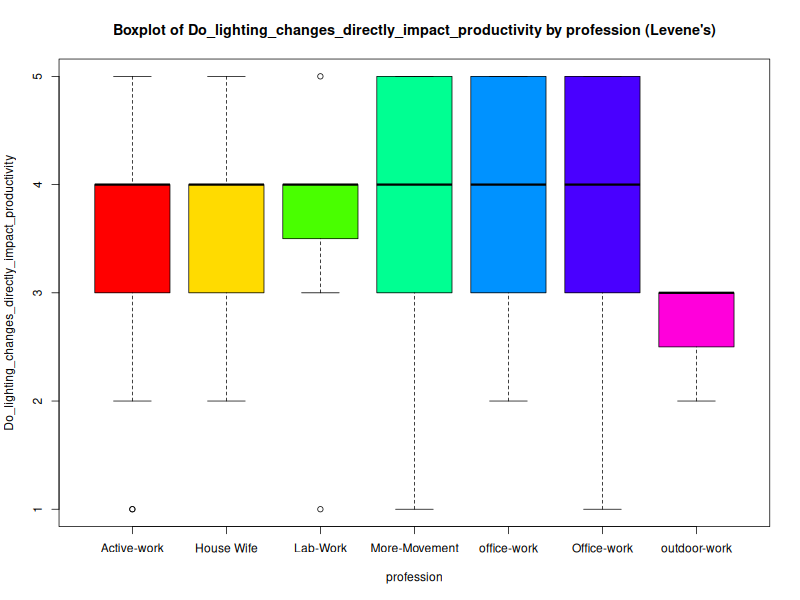 Boxplot of Do_lighting_changes_directly_impact_productivity by profession (Levene's)
Do_lighting_changes_directly_impact_productivity
5
4
3
2
1
Active-work House Wife Lab-Work More-Movement office-work Office-work outdoor-work
profession